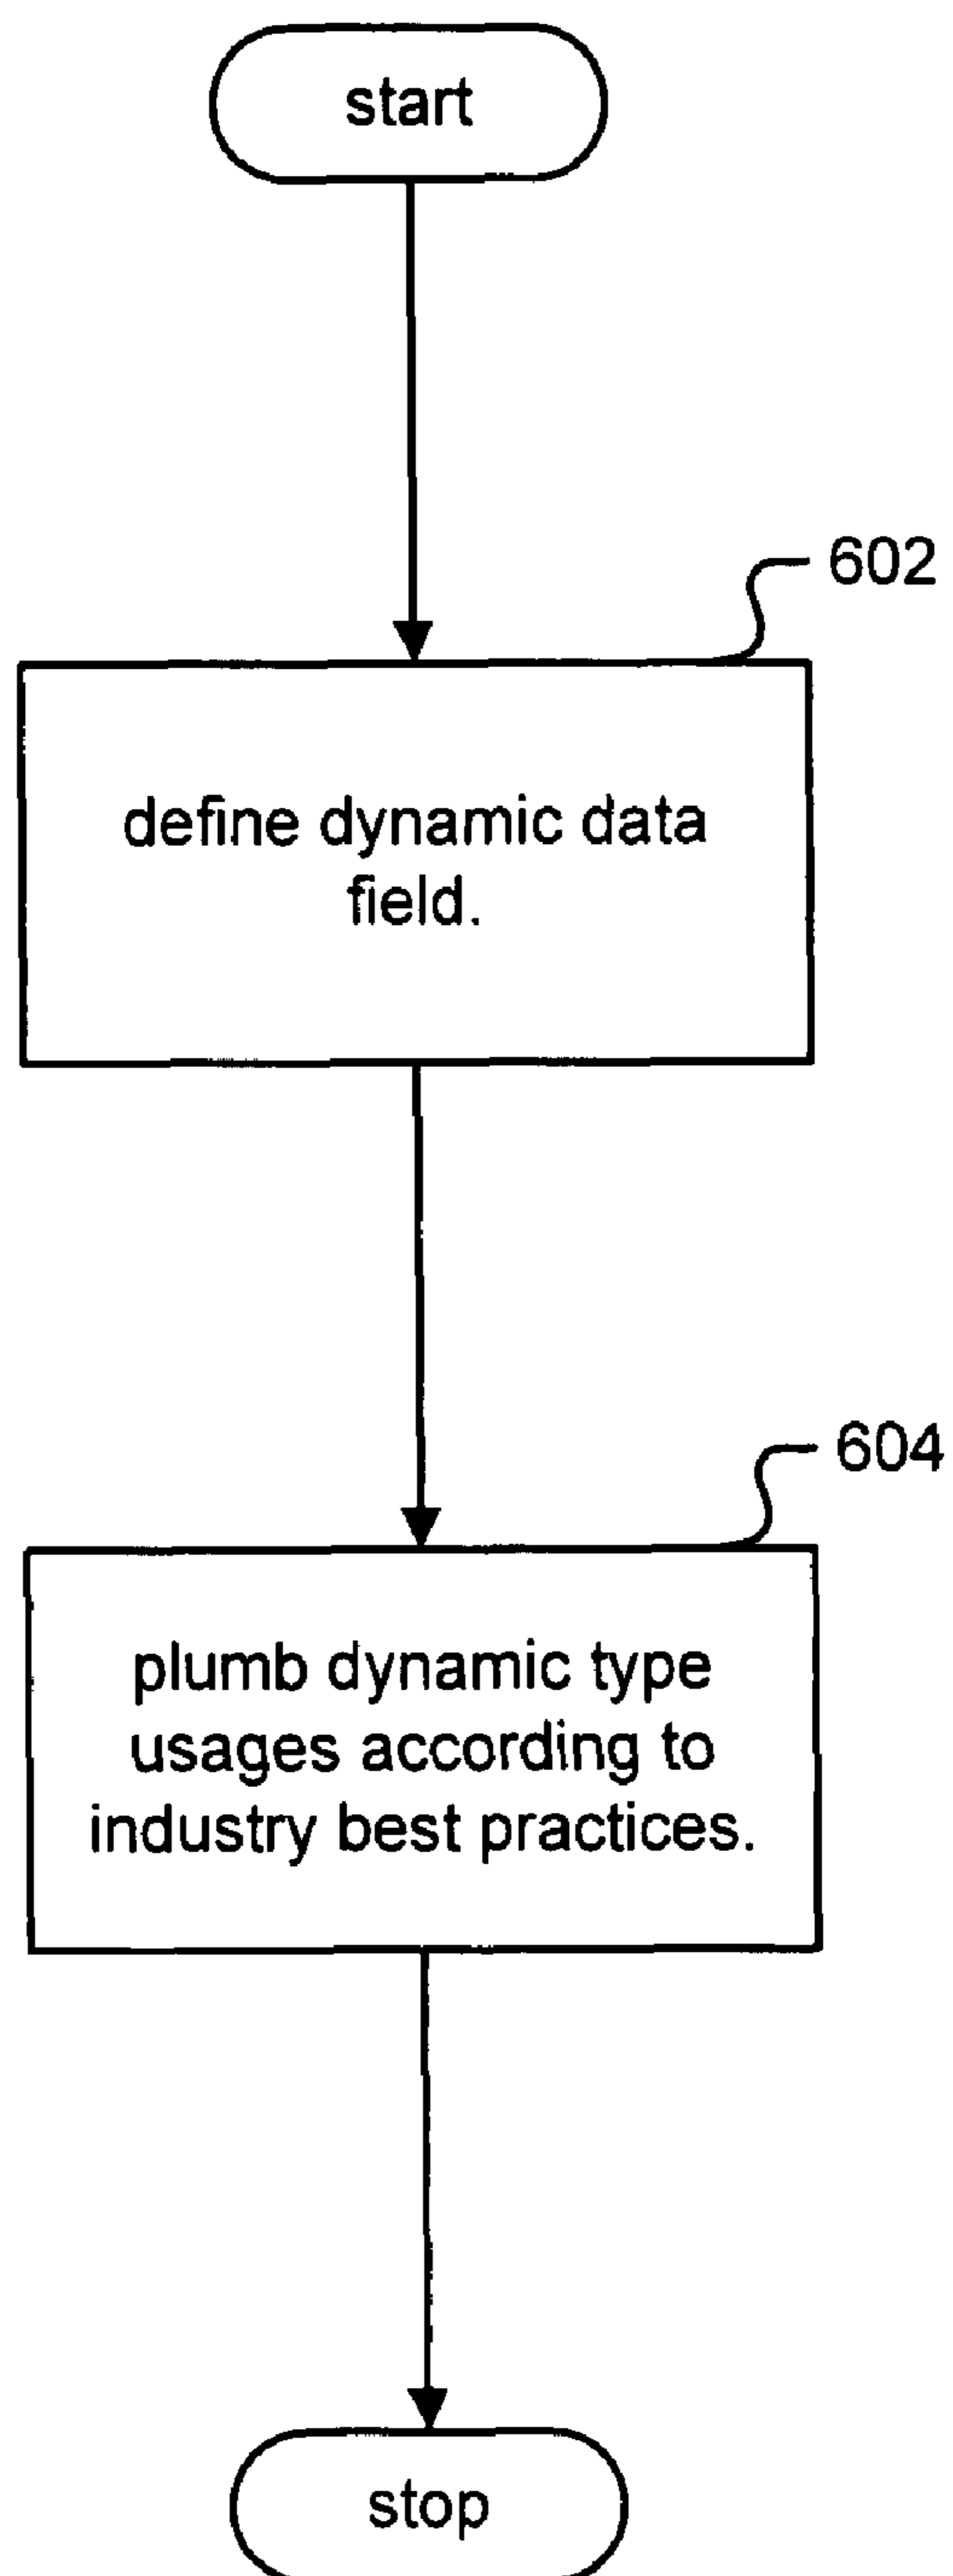 start
602
define dynamic data
field.
604
plumb dynamic type
usages according to
industry best practices.
stop